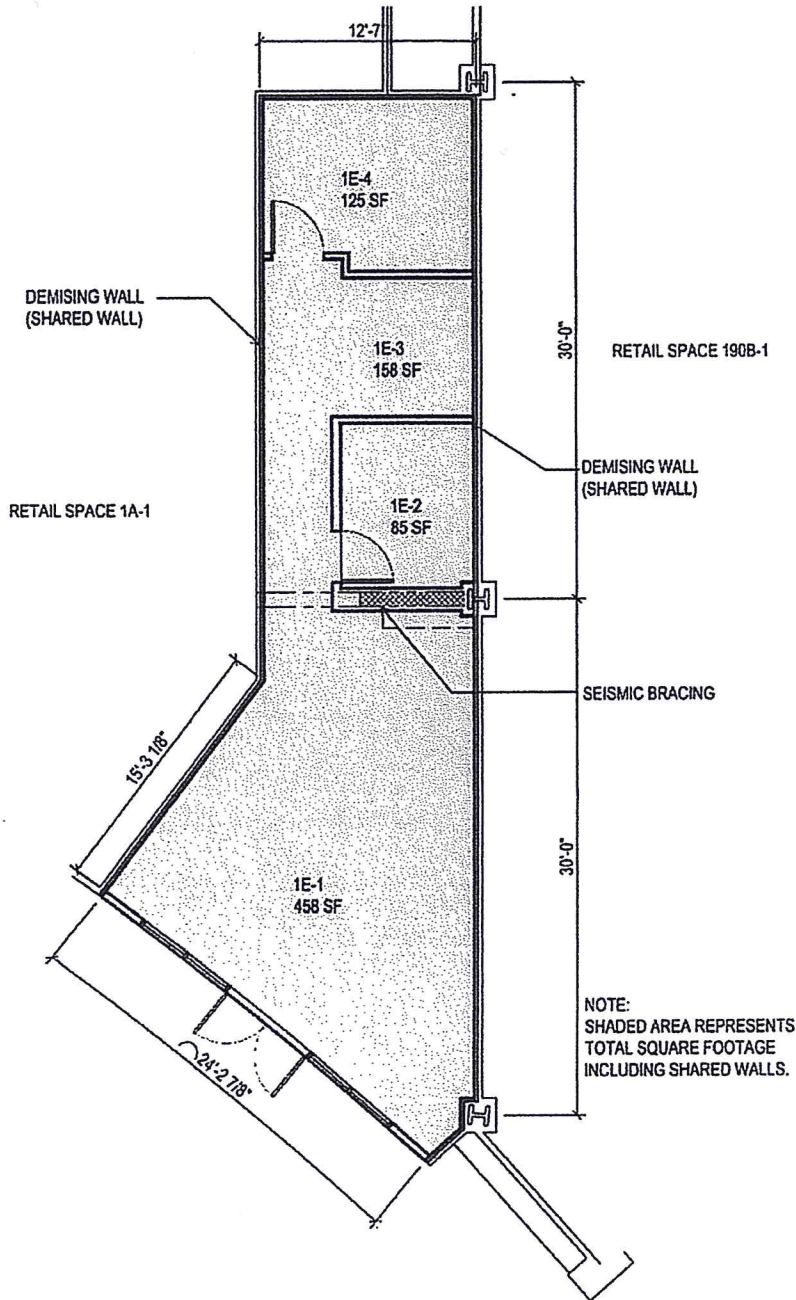 12'-7"
1E-4
125 SF
DEMISING WALL
(SHARED WALL)
1E-3
158 SF
30'-0"
RETAIL SPACE 190B-1
DEMISING WALL
(SHARED WALL)
RETAIL SPACE 1A-1
1E-2
85 SF
SEISMIC BRACING
15'-3 1/8"
30'-0"
1E-1
458 SF
NOTE:
SHADED AREA REPRESENTS
TOTAL SQUARE FOOTAGE
INCLUDING SHARED WALLS.
24'-2 7/8"